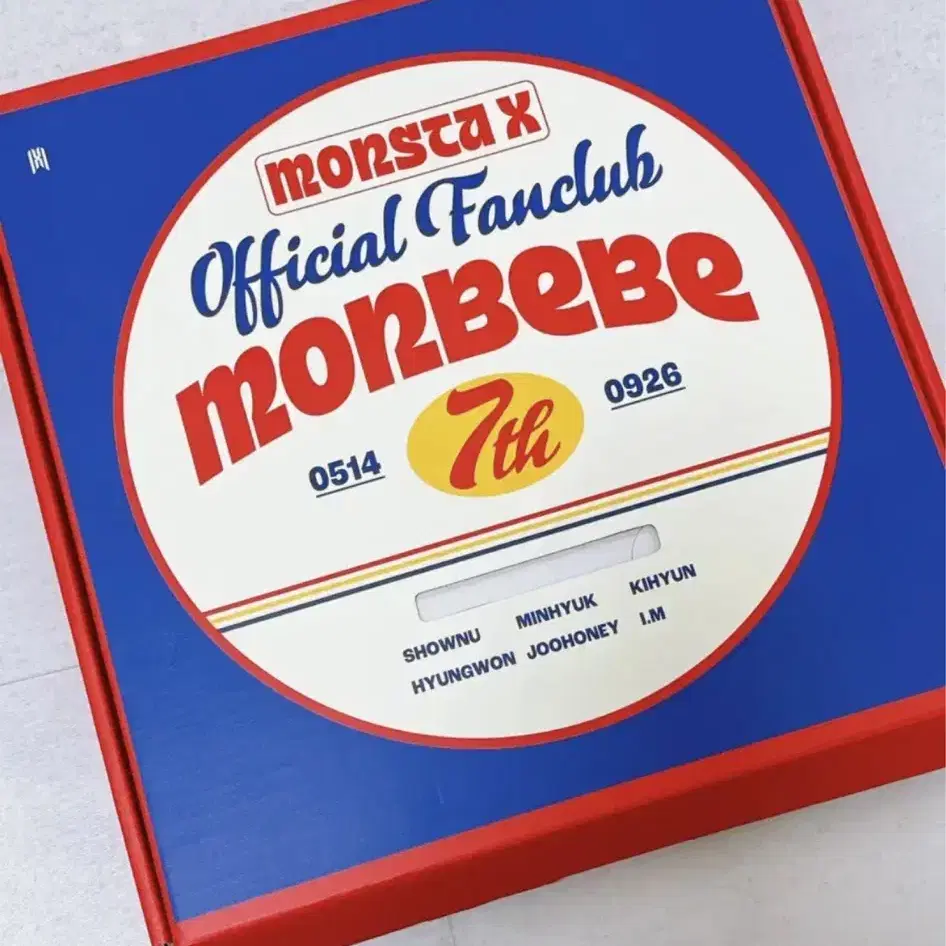 MONSTA X
Official Fanclub
MONBEBE
0514 7th 0926
SHOWNU MINHYUK KIHYUN
HYUNGWON JOOHONEY I.M